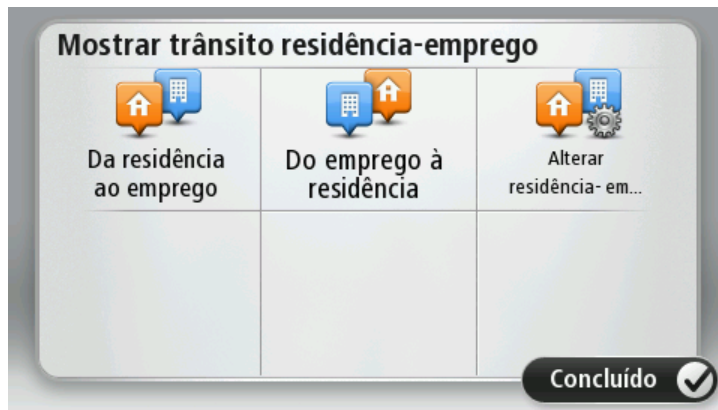 Mostrar trânsito residência-emprego
Da residência
ao emprego
Do emprego à
residência
Alterar
residência- em...
Concluído